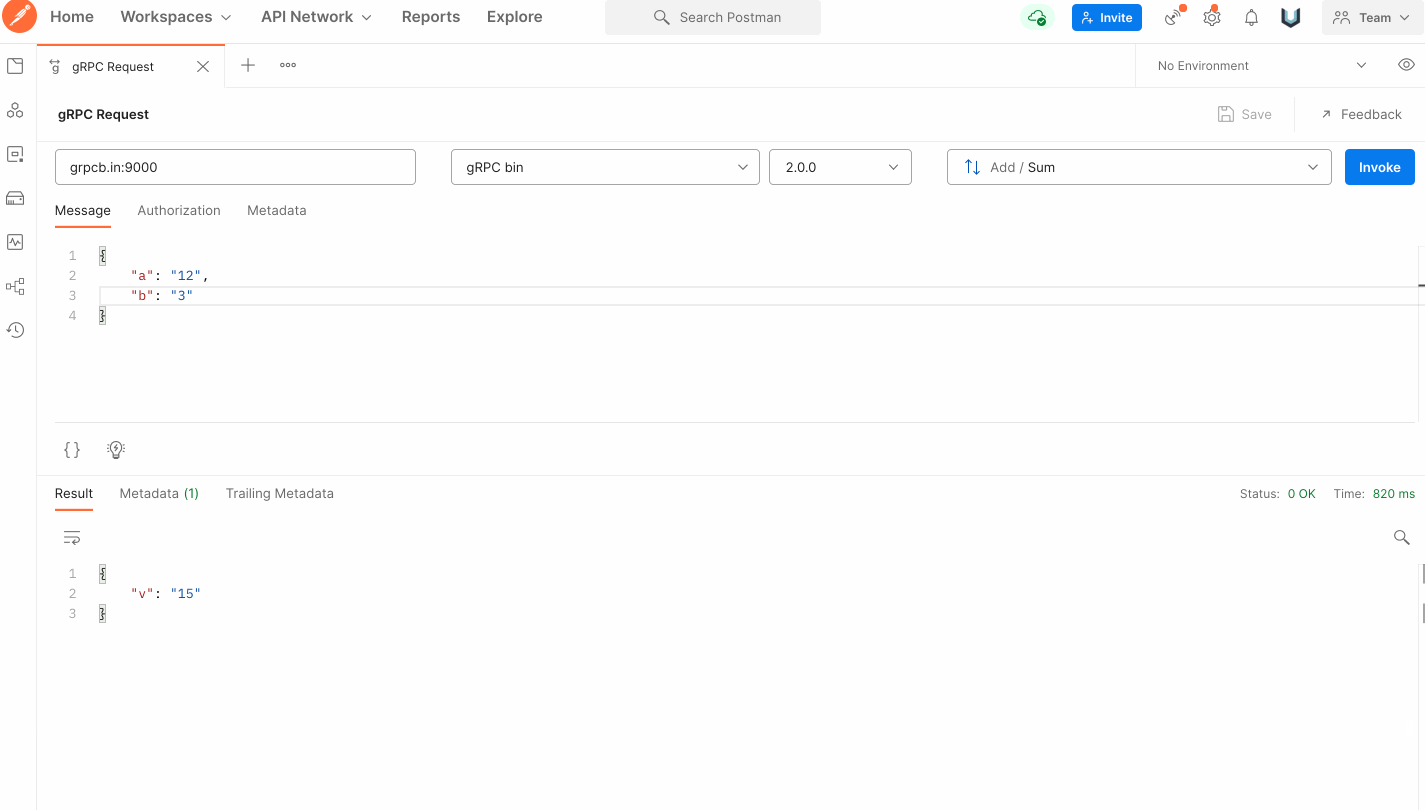 Home Workspaces API Network Reports Explore Search Postman Invite Team
gRPC Request No Environment
gRPC Request Save Feedback
grpcb.in:9000 gRPC bin 2.0.0 Add / Sum Invoke
Message Authorization Metadata
1 {
2 "a": "12",
3 "b": "3"
4 }
{}
Result Metadata (1) Trailing Metadata Status: 0 OK Time: 820 ms
1 {
2 "v": "15"
3 }